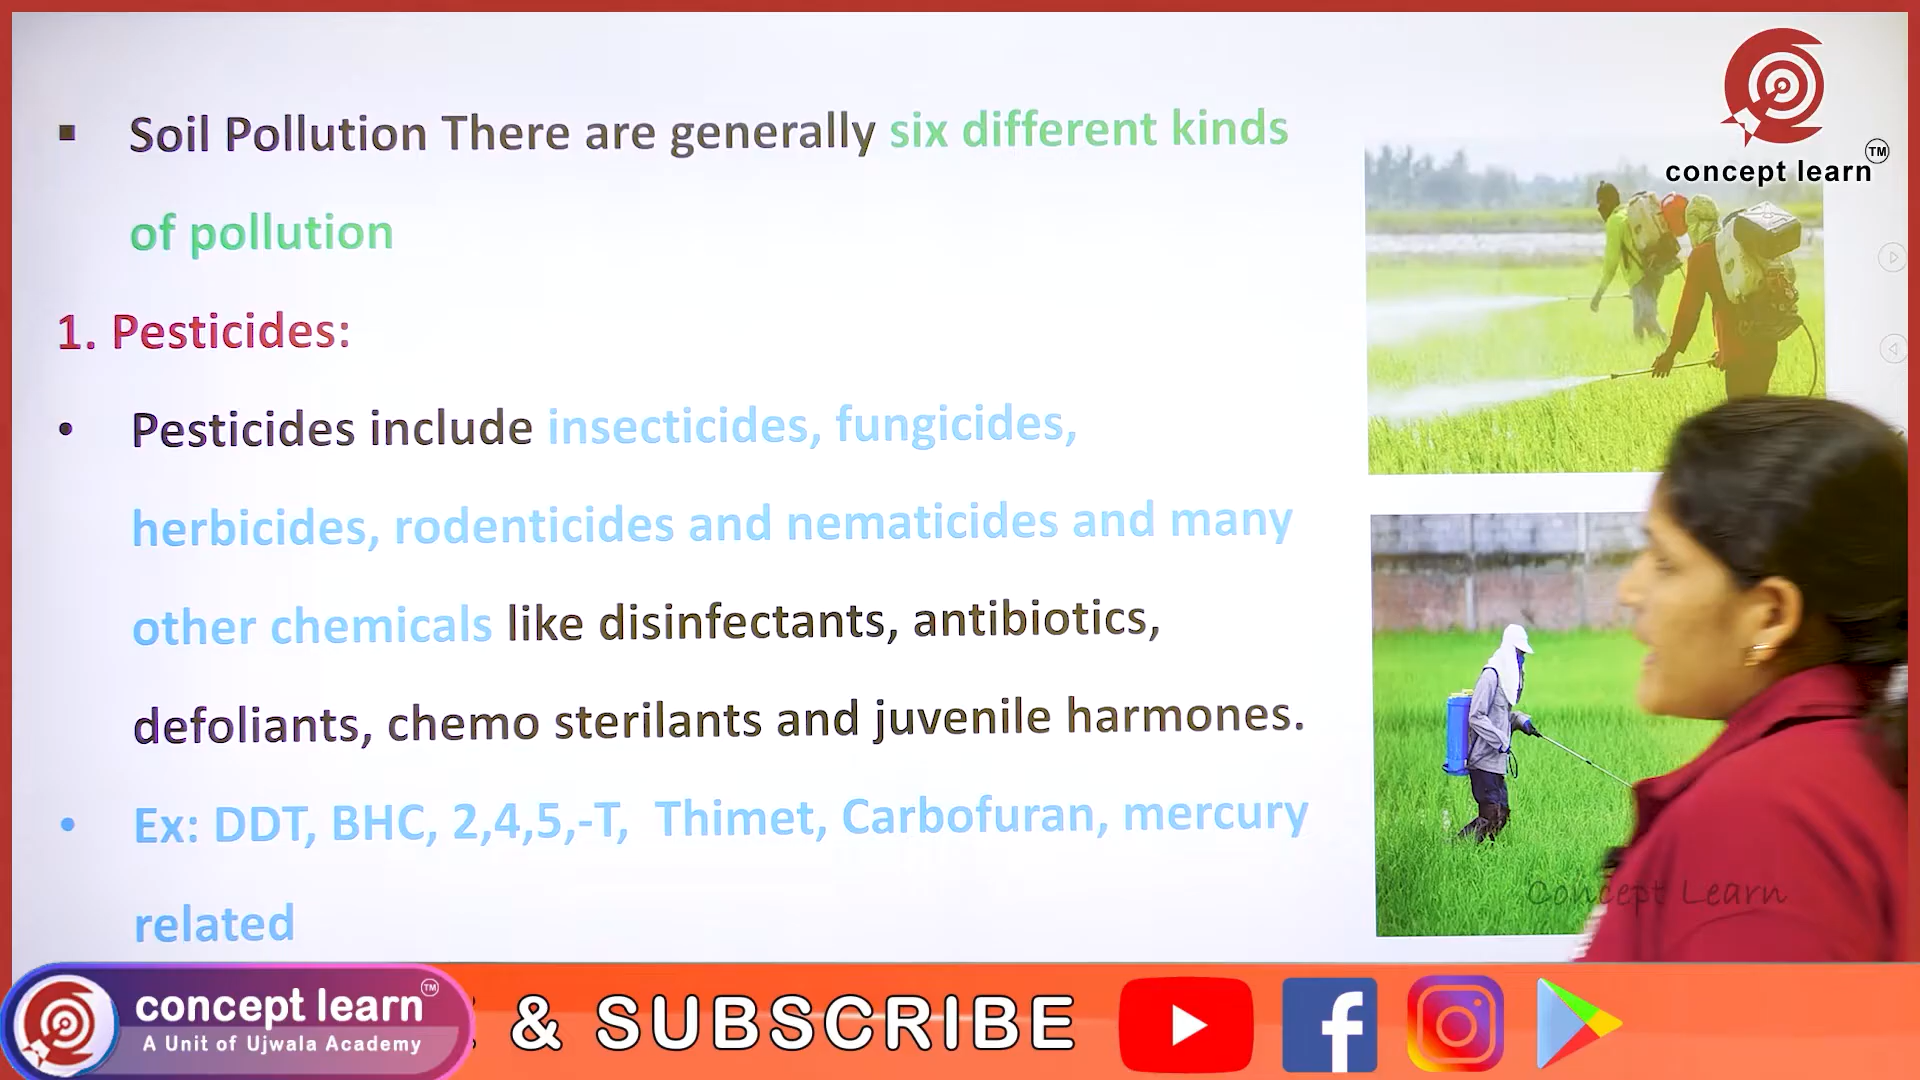 ▪ Soil Pollution There are generally six different kinds
of pollution
1. Pesticides:
• Pesticides include insecticides, fungicides,
herbicides, rodenticides and nematicides and many
other chemicals like disinfectants, antibiotics,
defoliants, chemo sterilants and juvenile harmones.
• Ex: DDT, BHC, 2,4,5,-T, Thimet, Carbofuran, mercury
related
concept learn TM
Concept Learn
concept learn TM
A Unit of Ujwala Academy
& SUBSCRIBE